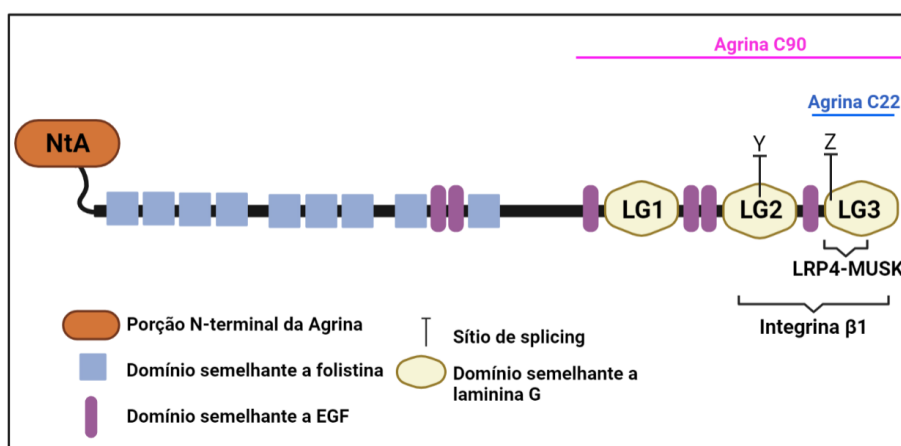 Agrina C90
Agrina C22
NtA
Y
Z
LG1
LG2
LG3
LRP4-MUSK
Integrina β1
Porção N-terminal da Agrina
Domínio semelhante a folistina
Domínio semelhante a EGF
Sítio de splicing
Domínio semelhante a
laminina G